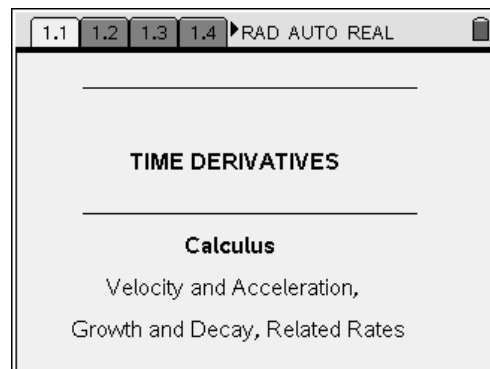 1.1 1.2 1.3 1.4 RAD AUTO REAL
TIME DERIVATIVES
Calculus
Velocity and Acceleration,
Growth and Decay, Related Rates